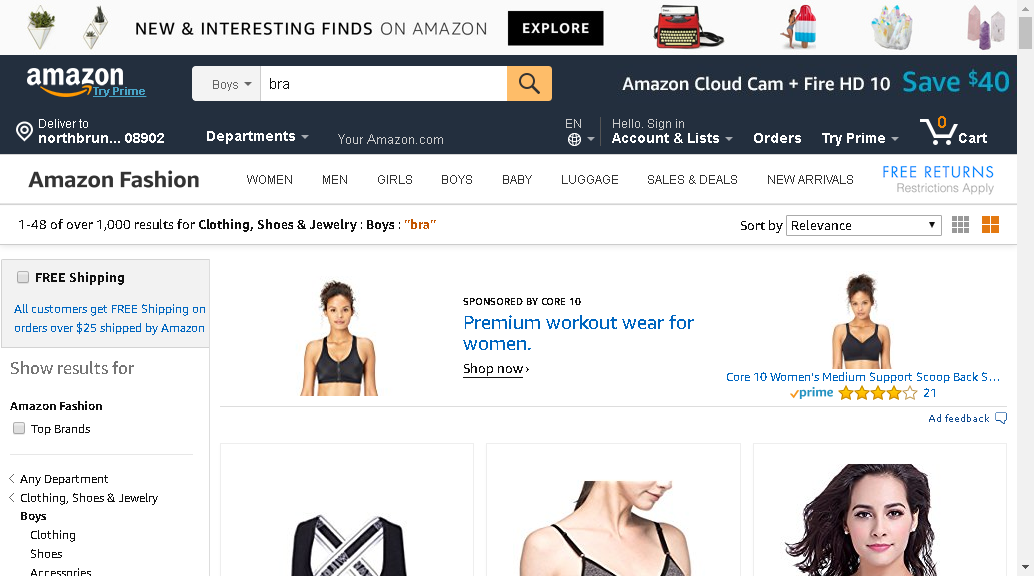 NEW & INTERESTING FINDS ON AMAZON EXPLORE
amazon
Try Prime
Boys bra
Amazon Cloud Cam + Fire HD 10 Save $40
Deliver to
northbrun... 08902
Departments Your Amazon.com
EN
Hello. Sign in
Account & Lists Orders Try Prime 0 Cart
Amazon Fashion WOMEN MEN GIRLS BOYS BABY LUGGAGE SALES & DEALS NEW ARRIVALS
FREE RETURNS
Restrictions Apply
1-48 of over 1,000 results for Clothing, Shoes & Jewelry : Boys : "bra"
Sort by Relevance
FREE Shipping
All customers get FREE Shipping on
orders over $25 shipped by Amazon
Show results for
Amazon Fashion
Top Brands
Any Department
Clothing, Shoes & Jewelry
Boys
Clothing
Shoes
Accessories
SPONSORED BY CORE 10
Premium workout wear for
women.
Shop now ›
Core 10 Women's Medium Support Scoop Back S...
prime 21
Ad feedback